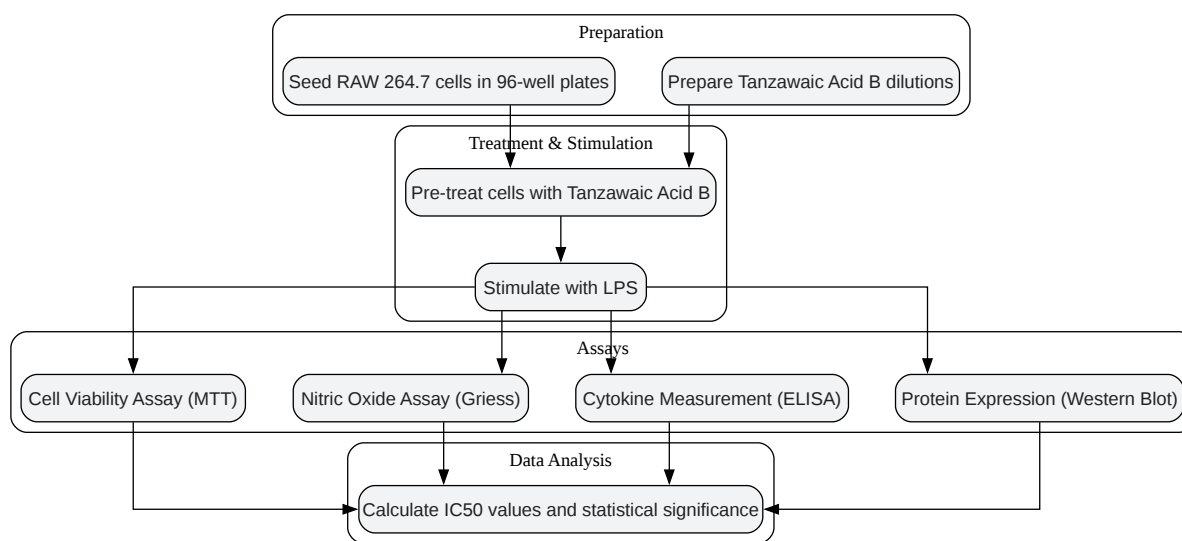 Preparation
Seed RAW 264.7 cells in 96-well plates
Prepare Tanzawaic Acid B dilutions
Treatment & Stimulation
Pre-treat cells with Tanzawaic Acid B
Stimulate with LPS
Assays
Cell Viability Assay (MTT)
Nitric Oxide Assay (Griess)
Cytokine Measurement (ELISA)
Protein Expression (Western Blot)
Data Analysis
Calculate IC50 values and statistical significance